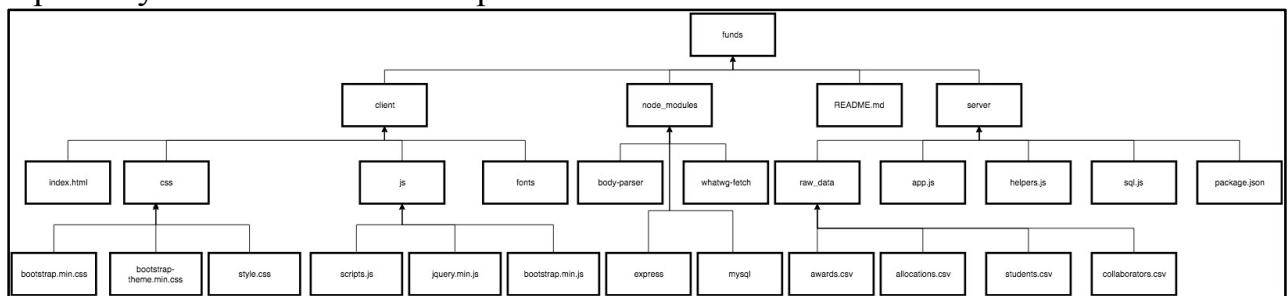 funds
client
node_modules
README.md
server
index.html
css
js
fonts
body-parser
whatwg-fetch
raw_data
app.js
helpers.js
sql.js
package.json
bootstrap.min.css
bootstrap-
theme.min.css
style.css
scripts.js
jquery.min.js
bootstrap.min.js
express
mysql
awards.csv
allocations.csv
students.csv
collaborators.csv